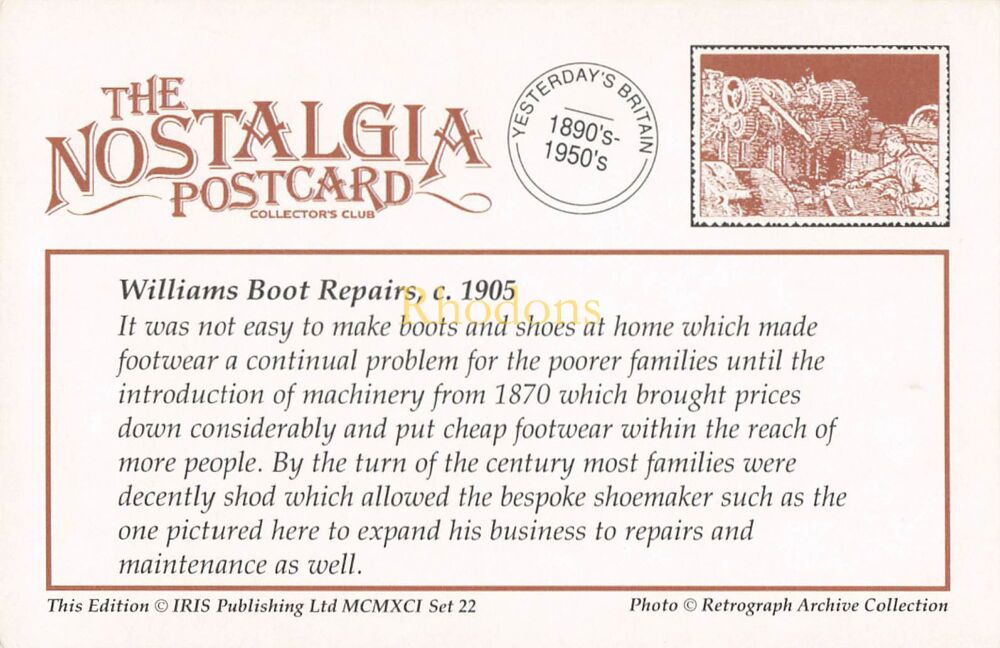 THE
NOSTALGIA
POSTCARD
COLLECTOR'S CLUB
YESTERDAY'S BRITAIN
1890's-
1950's
Williams Boot Repairs, c. 1905
Rhodons
It was not easy to make boots and shoes at home which made
footwear a continual problem for the poorer families until the
introduction of machinery from 1870 which brought prices
down considerably and put cheap footwear within the reach of
more people. By the turn of the century most families were
decently shod which allowed the bespoke shoemaker such as the
one pictured here to expand his business to repairs and
maintenance as well.
This Edition © IRIS Publishing Ltd MCMXCI Set 22
Photo © Retrograph Archive Collection